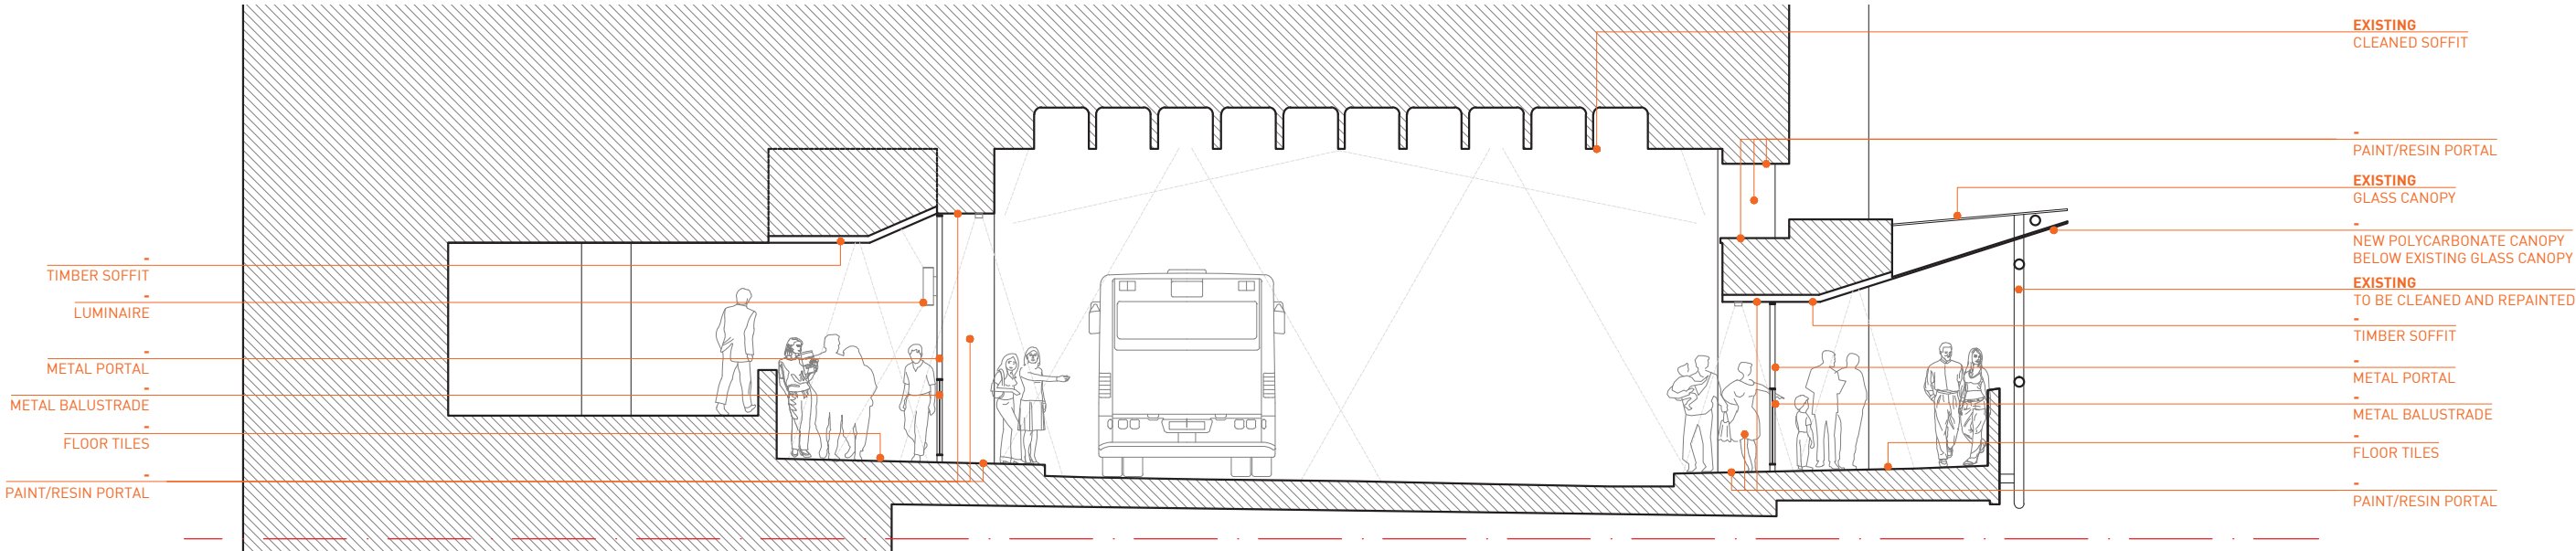 -
TIMBER SOFFIT
-
LUMINAIRE
-
METAL PORTAL
-
METAL BALUSTRADE
-
FLOOR TILES
-
PAINT/RESIN PORTAL
EXISTING
CLEANED SOFFIT
-
PAINT/RESIN PORTAL
EXISTING
GLASS CANOPY
-
NEW POLYCARBONATE CANOPY
BELOW EXISTING GLASS CANOPY
EXISTING
TO BE CLEANED AND REPAINTED
-
TIMBER SOFFIT
-
METAL PORTAL
-
METAL BALUSTRADE
-
FLOOR TILES
-
PAINT/RESIN PORTAL